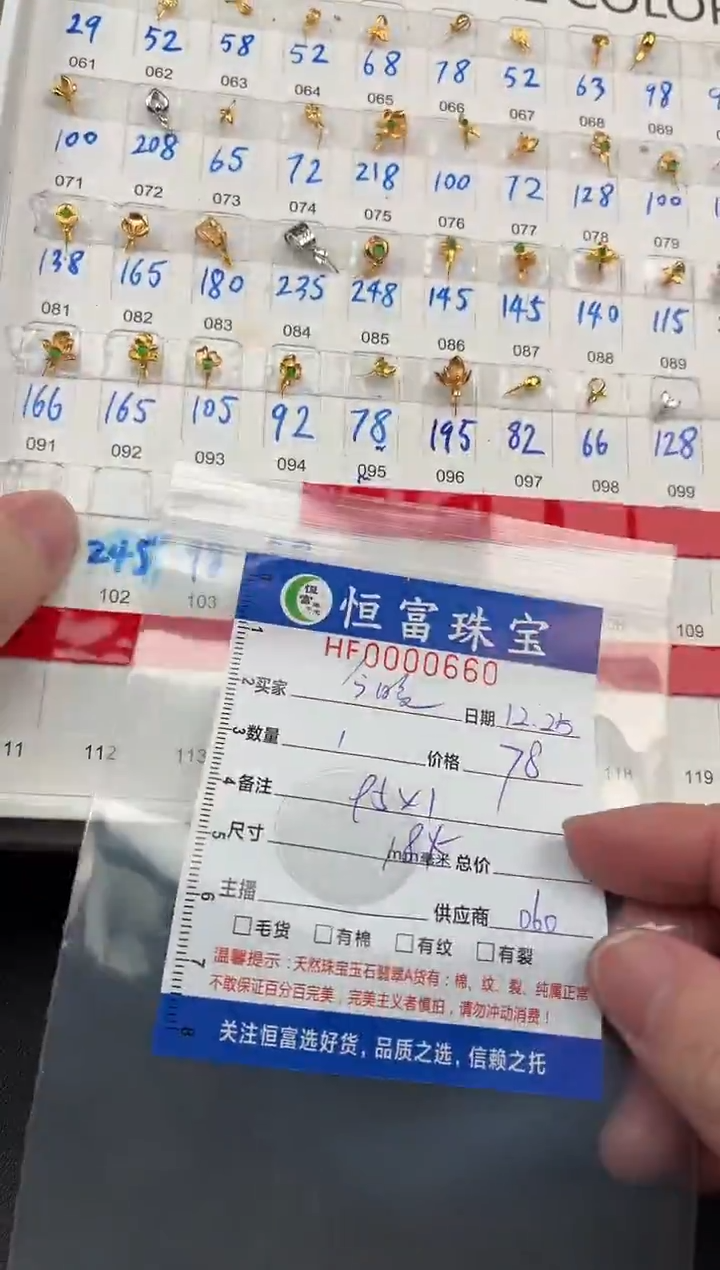 COLOR
29 52 58 52 68 78 52 63 98
061 062 063 064 065 066 067 068 069
100 208 65 72 218 100 72 128 100
071 072 073 074 075 076 077 078 079
138 165 180 235 248 145 145 140 115
081 082 083 084 085 086 087 088 089
166 165 105 92 78 195 82 66 128
091 092 093 094 095 096 097 098 099
245
102 103 109
11 112 113 118 119
恒富珠宝
HF0000660
买家 日期 12.25
数量 1 价格 78
备注 95x1
尺寸 mm毫米 总价
主播 供应商 060
□毛货 □有棉 □有纹 □有裂
温馨提示：天然珠宝玉石翡翠A货有：棉、纹、裂、纯属正常
不敢保证百分百完美，完美主义者慎拍，请勿冲动消费！
关注恒富选好货，品质之选，信赖之托
1
2
3
4
5
6
7
8